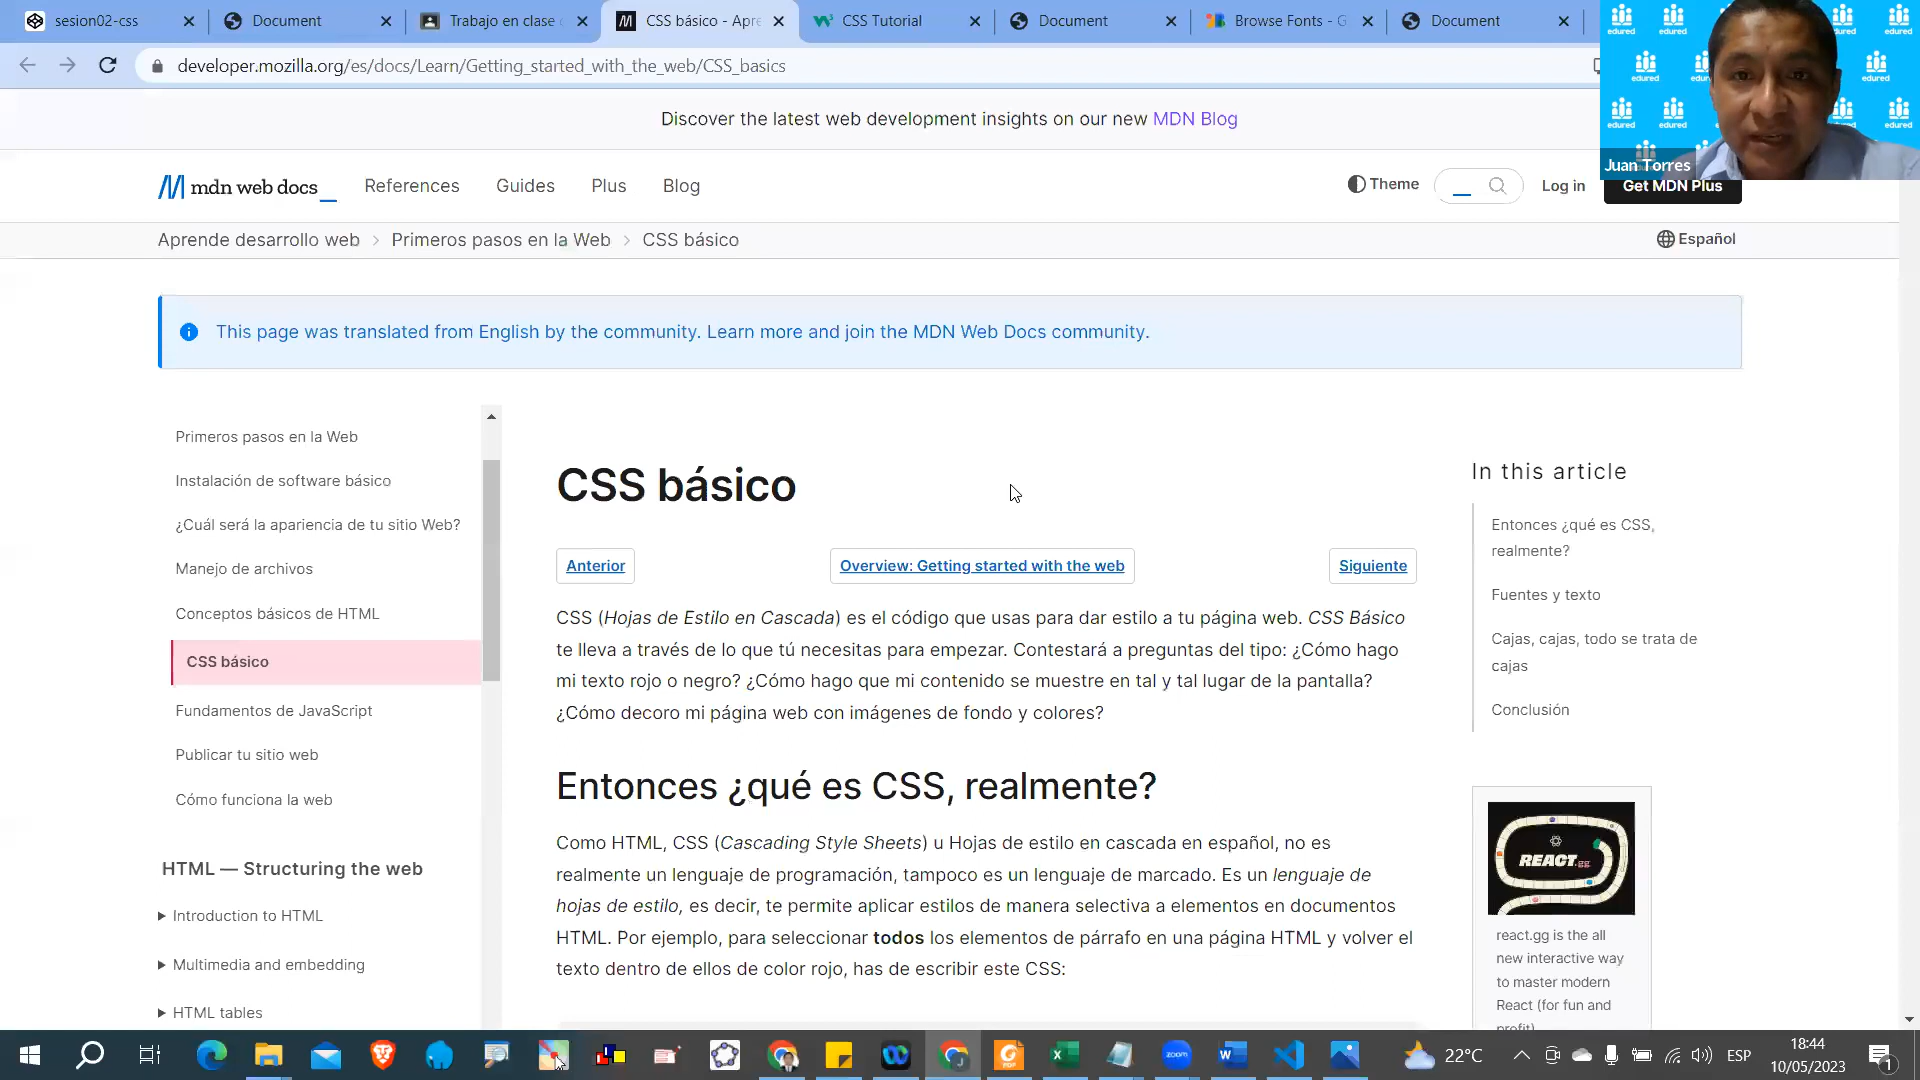 sesion02-css
Document
Trabajo en clase
CSS básico - Apre
CSS Tutorial
Document
Browse Fonts - G
Document
developer.mozilla.org/es/docs/Learn/Getting_started_with_the_web/CSS_basics
edured edured edured edured
edured edured
edured edured edured edured
Juan Torres
Discover the latest web development insights on our new MDN Blog
mdn web docs_
References
Guides
Plus
Blog
Theme
Log in
Get MDN Plus
Aprende desarrollo web > Primeros pasos en la Web > CSS básico
Español
This page was translated from English by the community. Learn more and join the MDN Web Docs community.
Primeros pasos en la Web
Instalación de software básico
¿Cuál será la apariencia de tu sitio Web?
Manejo de archivos
Conceptos básicos de HTML
CSS básico
Fundamentos de JavaScript
Publicar tu sitio web
Cómo funciona la web
HTML — Structuring the web
Introduction to HTML
Multimedia and embedding
HTML tables
CSS básico
Anterior
Overview: Getting started with the web
Siguiente
CSS (Hojas de Estilo en Cascada) es el código que usas para dar estilo a tu página web. CSS Básico
te lleva a través de lo que tú necesitas para empezar. Contestará a preguntas del tipo: ¿Cómo hago
mi texto rojo o negro? ¿Cómo hago que mi contenido se muestre en tal y tal lugar de la pantalla?
¿Cómo decoro mi página web con imágenes de fondo y colores?
Entonces ¿qué es CSS, realmente?
Como HTML, CSS (Cascading Style Sheets) u Hojas de estilo en cascada en español, no es
realmente un lenguaje de programación, tampoco es un lenguaje de marcado. Es un lenguaje de
hojas de estilo, es decir, te permite aplicar estilos de manera selectiva a elementos en documentos
HTML. Por ejemplo, para seleccionar todos los elementos de párrafo en una página HTML y volver el
texto dentro de ellos de color rojo, has de escribir este CSS:
In this article
Entonces ¿qué es CSS,
realmente?
Fuentes y texto
Cajas, cajas, todo se trata de
cajas
Conclusión
REACT.gg
react.gg is the all
new interactive way
to master modern
React (for fun and
profit)
zoom
22°C
ESP
18:44
10/05/2023
1